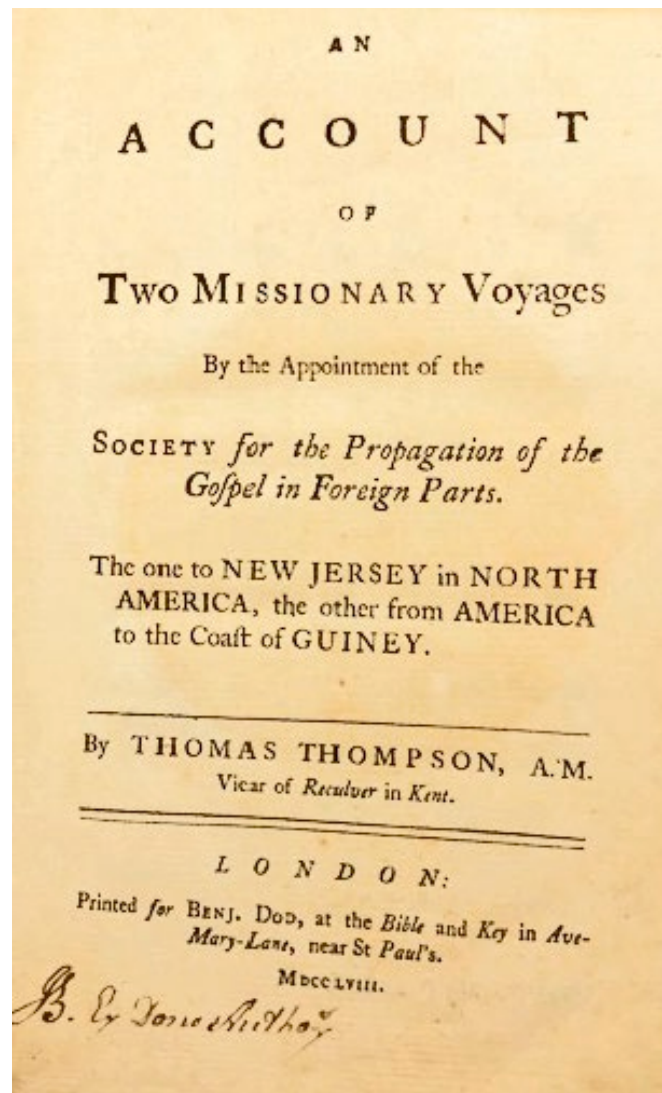 AN
ACCOUNT
OF
Two MISSIONARY Voyages
By the Appointment of the
SOCIETY for the Propagation of the
Goſpel in Foreign Parts.
The one to NEW JERSEY in NORTH
AMERICA, the other from AMERICA
to the Coaſt of GUINEY.
By THOMAS THOMPSON, A.M.
Vicar of Reculver in Kent.
LONDON:
Printed for BENJ. DOD, at the Bible and Key in Ave-
Mary-Lane, near St Paul's.
MDCCLVIII.
B. Ex Dono Autho